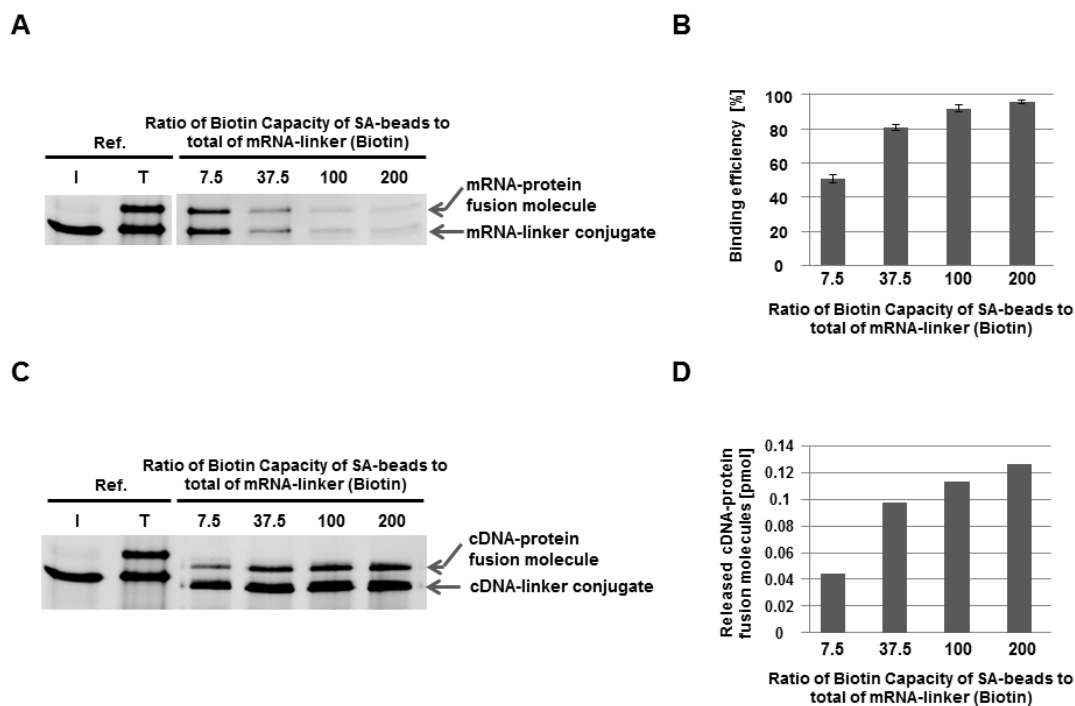 A
Ratio of Biotin Capacity of SA-beads to
total of mRNA-linker (Biotin)
Ref.
I T 7.5 37.5 100 200
mRNA-protein
fusion molecule
mRNA-linker conjugate
B
Binding efficiency [%]
100
80
60
40
20
0
7.5 37.5 100 200
Ratio of Biotin Capacity of SA-beads to
total of mRNA-linker (Biotin)
C
Ratio of Biotin Capacity of SA-beads to
total of mRNA-linker (Biotin)
Ref.
I T 7.5 37.5 100 200
cDNA-protein
fusion molecule
cDNA-linker conjugate
D
Released cDNA-protein
fusion molecules [pmol]
0.14
0.12
0.1
0.08
0.06
0.04
0.02
0
7.5 37.5 100 200
Ratio of Biotin Capacity of SA-beads to
total of mRNA-linker (Biotin)